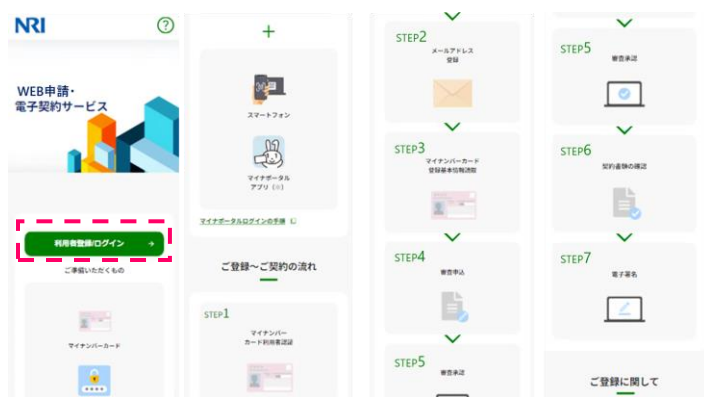 NRI
?
WEB申請・
電子契約サービス
利用者登録/ログイン →
ご準備いただくもの
マイナンバーカード
+
スマートフォン
マイナポータル
アプリ(※)
マイナポータルログインの手順
ご登録～ご契約の流れ
STEP1
マイナンバー
カード利用者認証
STEP2
メールアドレス
登録
STEP3
マイナンバーカード
登録基本情報読取
STEP4
審査申込
STEP5
審査承認
STEP5
審査承認
STEP6
契約書類の確認
STEP7
電子署名
ご登録に関して